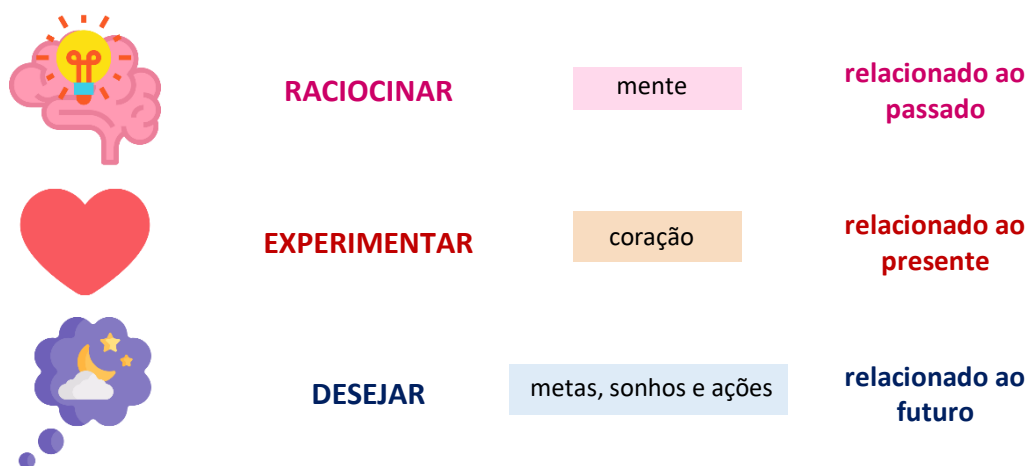 RACIOCINAR
mente
relacionado ao
passado
EXPERIMENTAR
coração
relacionado ao
presente
DESEJAR
metas, sonhos e ações
relacionado ao
futuro